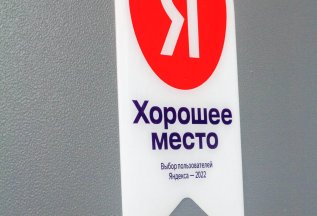 Я
Хорошее
место
Выбор пользователей
Яндекса — 2022